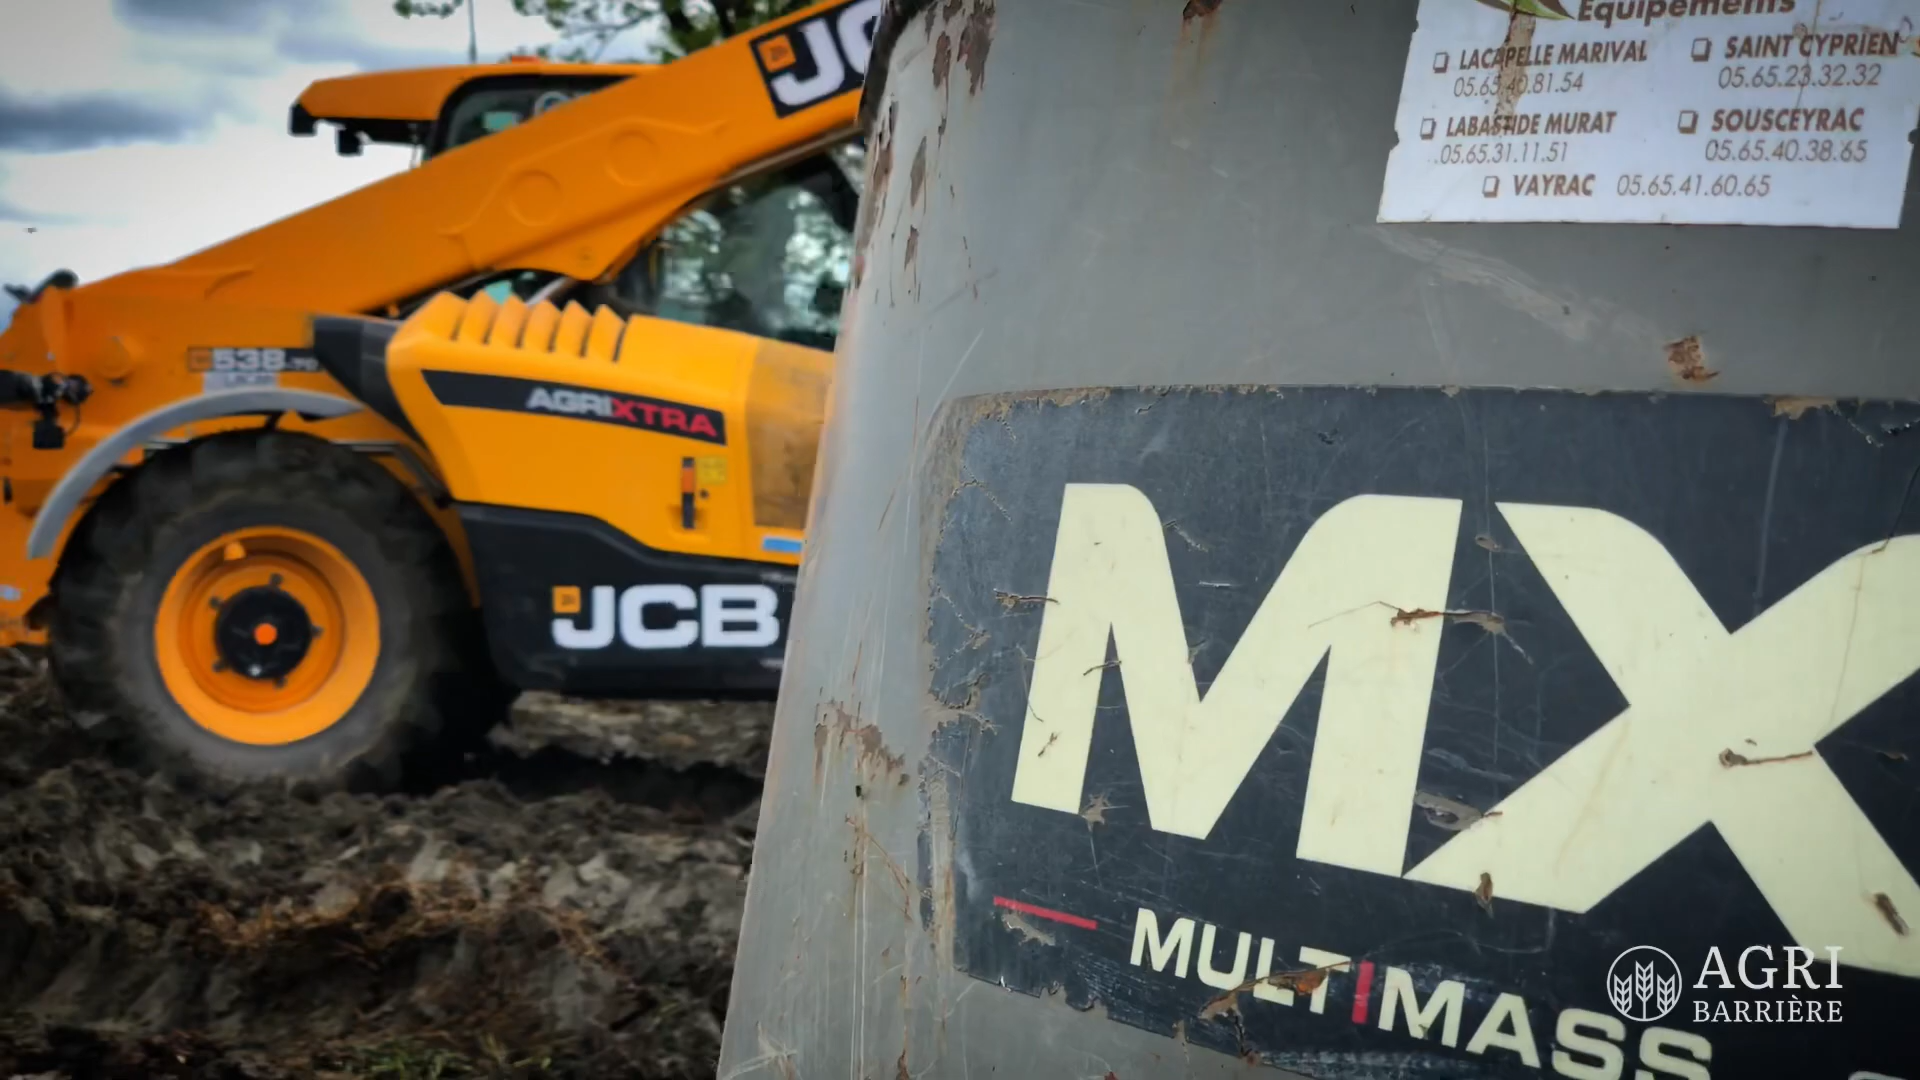 JC
538-70
AGRIXTRA
JCB
Equipements
LACAPELLE MARIVAL
05.65.40.81.54
SAINT CYPRIEN
05.65.23.32.32
LABASTIDE MURAT
05.65.31.11.51
SOUSCEYRAC
05.65.40.38.65
VAYRAC 05.65.41.60.65
MX
MULTIMASS
AGRI
BARRIÈRE